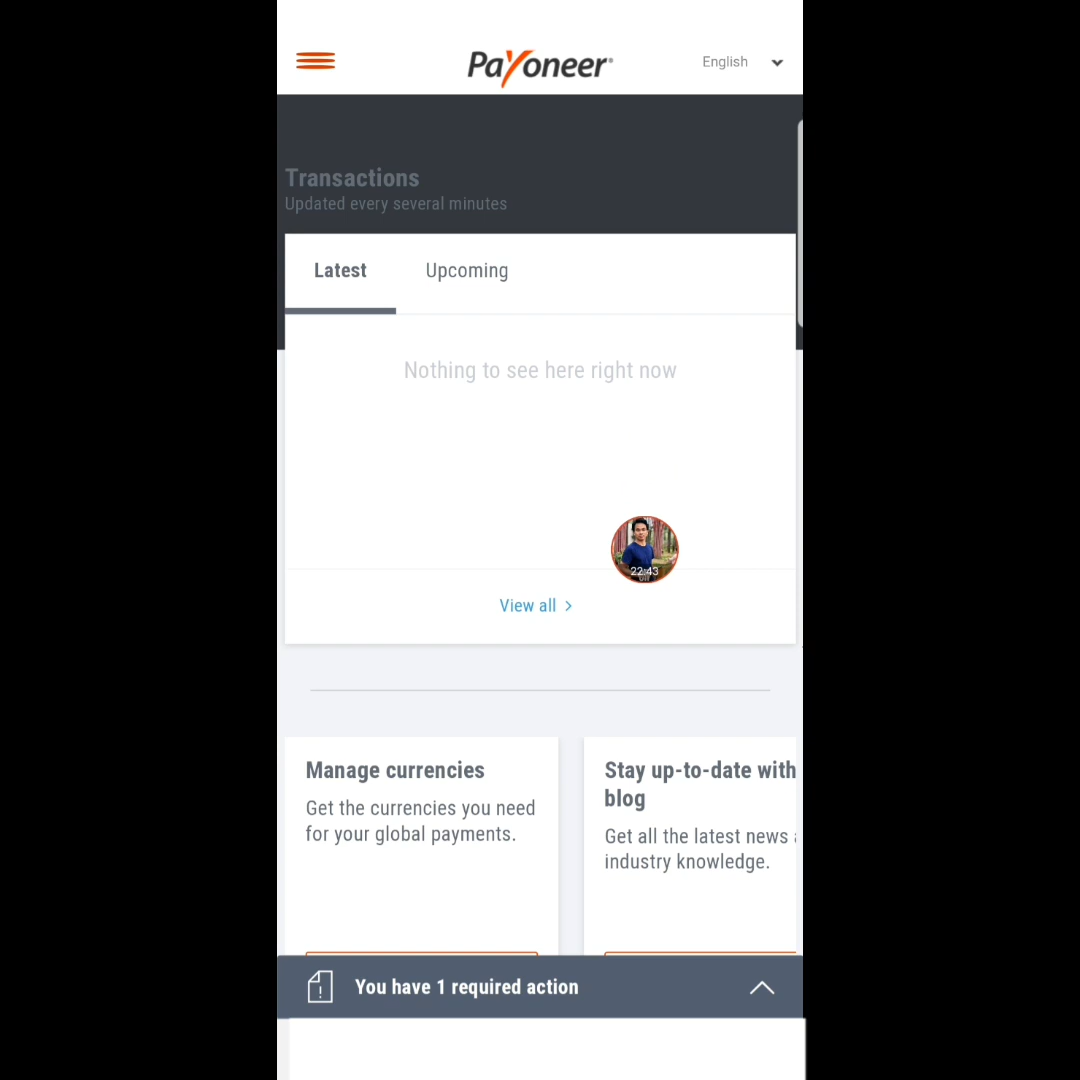 Payoneer
English
Transactions
Updated every several minutes
Latest
Upcoming
Nothing to see here right now
22:43
View all
Manage currencies
Get the currencies you need
for your global payments.
Stay up-to-date with
blog
Get all the latest news
industry knowledge.
You have 1 required action